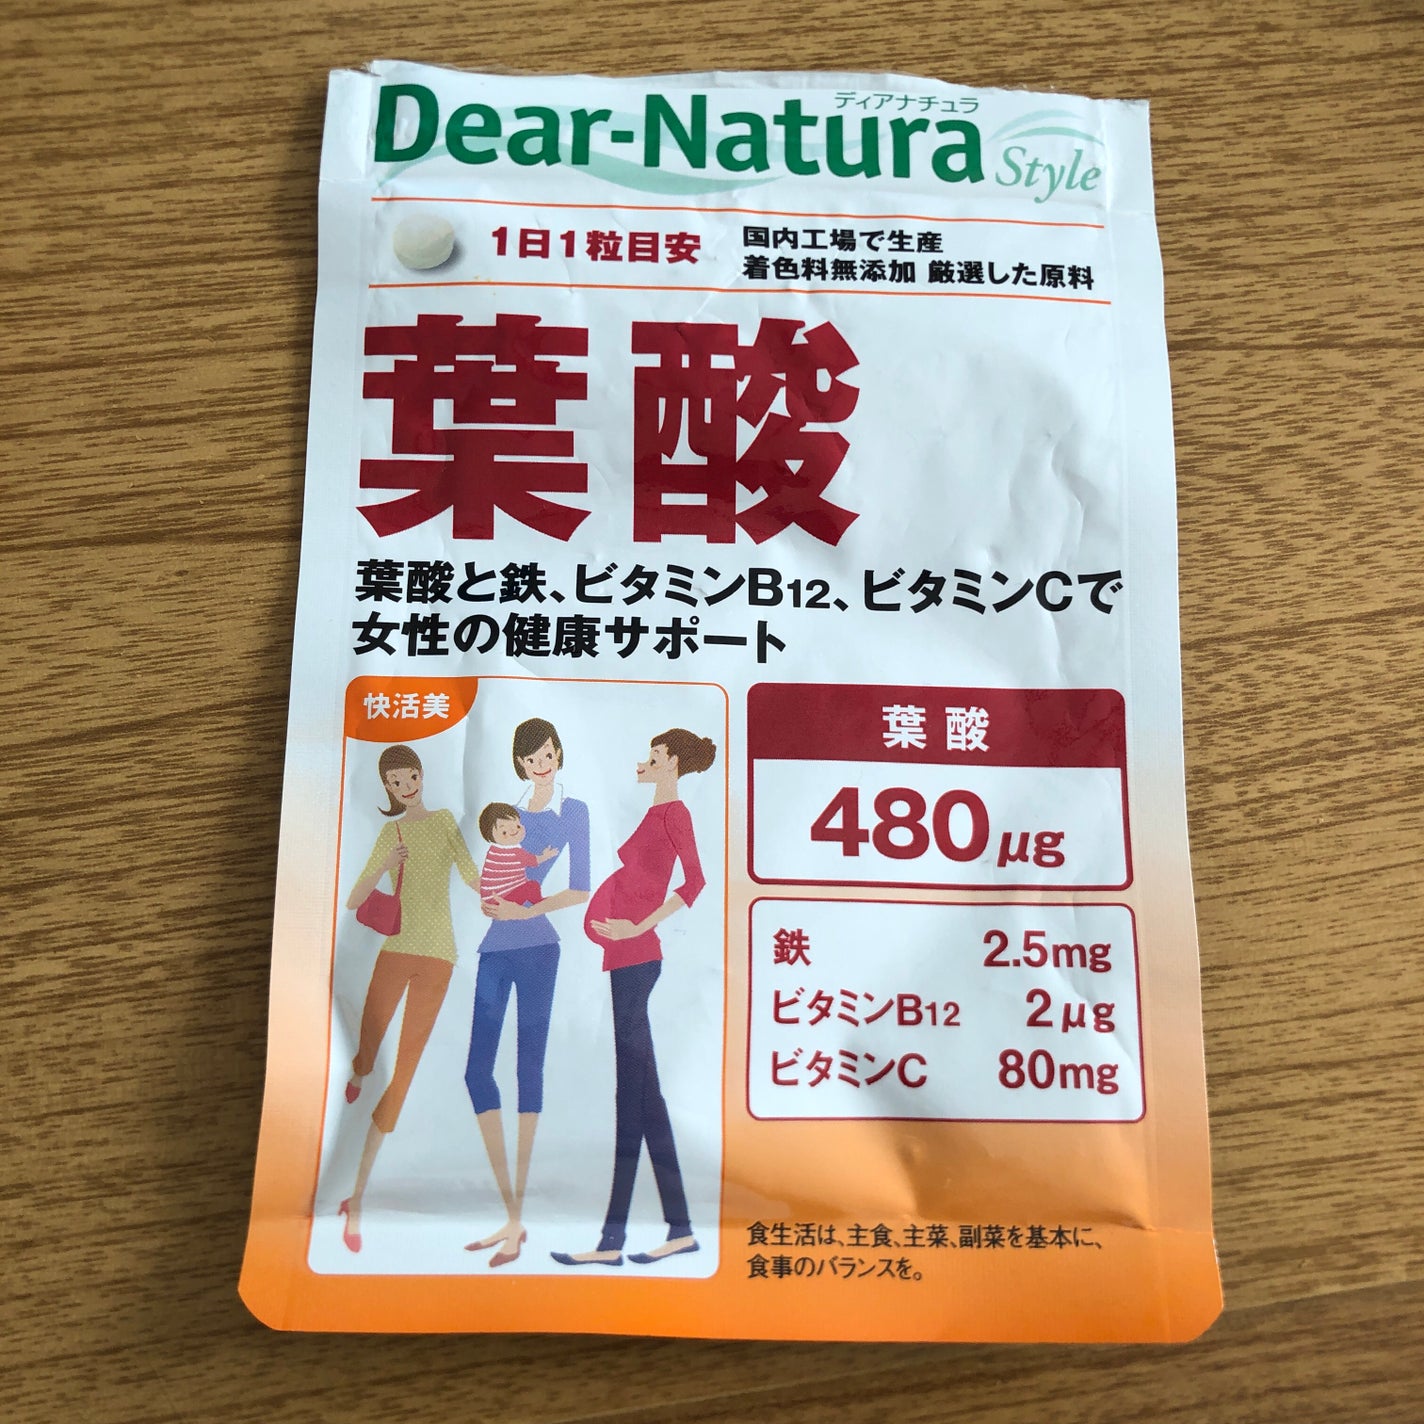 ディアナチュラ
Dear-Natura Style
1日1粒目安
国内工場で生産
着色料無添加 厳選した原料
葉酸
葉酸と鉄、ビタミンB12、ビタミンCで
女性の健康サポート
快活美
葉酸
480μg
鉄 2.5mg
ビタミンB12 2μg
ビタミンC 80mg
食生活は、主食、主菜、副菜を基本に、
食事のバランスを。